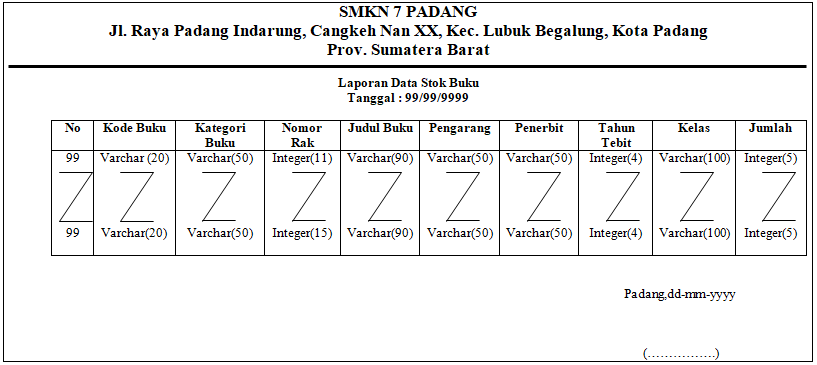 SMKN 7 PADANG
Jl. Raya Padang Indarung, Cangkeh Nan XX, Kec. Lubuk Begalung, Kota Padang
Prov. Sumatera Barat
Laporan Data Stok Buku
Tanggal : 99/99/9999
No Kode Buku Kategori Buku Nomor Rak Judul Buku Pengarang Penerbit Tahun Tebit Kelas Jumlah
99 Varchar (20) Varchar(50) Integer(11) Varchar(90) Varchar(50) Varchar(50) Integer(4) Varchar(100) Integer(5)
99 Varchar(20) Varchar(50) Integer(15) Varchar(90) Varchar(50) Varchar(50) Integer(4) Varchar(100) Integer(5)
Padang,dd-mm-yyyy
(…………….)